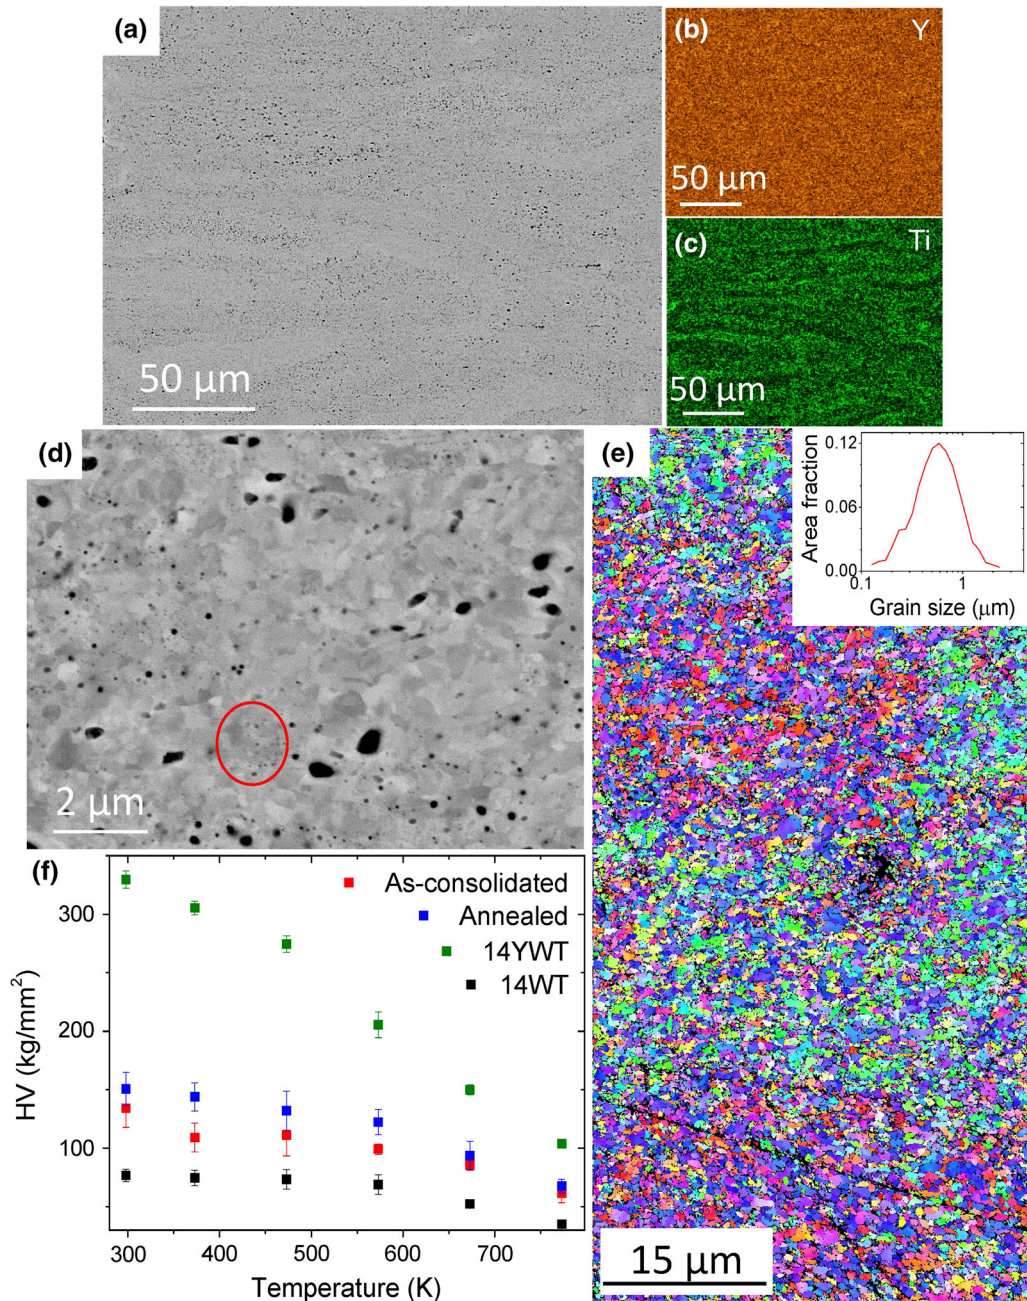 (a)
50 μm
(b)
Y
50 μm
(c)
Ti
50 μm
(d)
2 μm
(e)
0.12
0.06
0.00
Area fraction
0.1
1
Grain size (μm)
15 μm
(f)
As-consolidated
Annealed
14YWT
14WT
300
200
100
HV (kg/mm²)
300
400
500
600
700
Temperature (K)